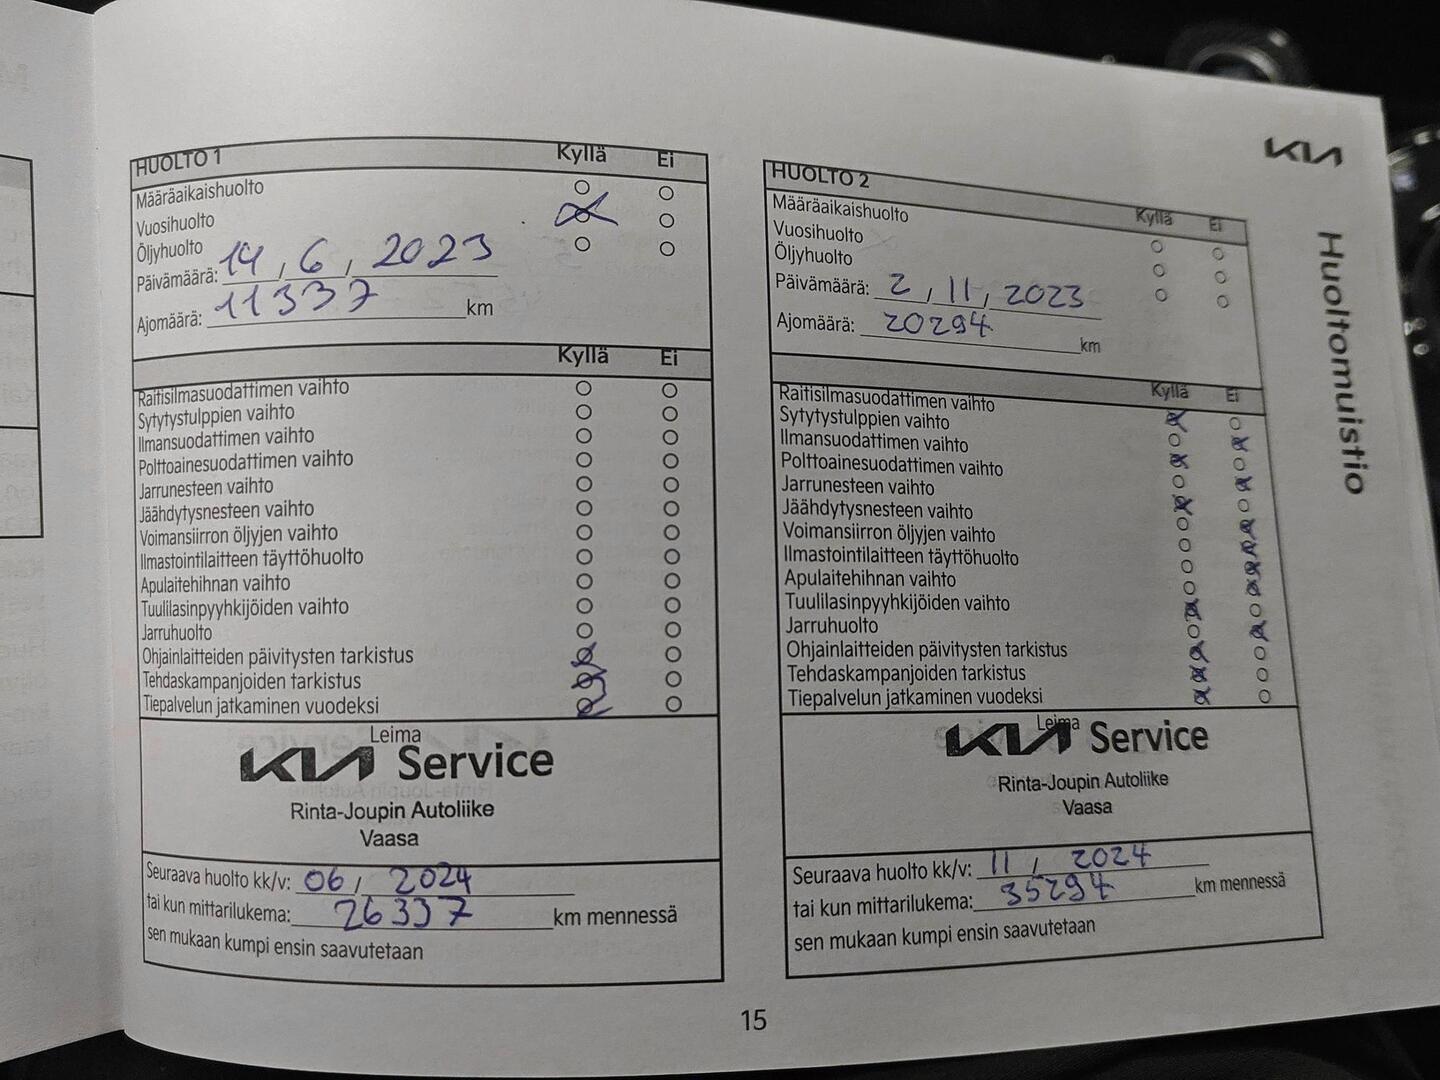 KIA
Huoltomuistio
HUOLTO 1 Kyllä Ei
Määräaikaishuolto
Vuosihuolto
Öljyhuolto
Päivämäärä: 14, 6, 2023
Ajomäärä: 11337 km
Kyllä Ei
Raitisilmasuodattimen vaihto
Sytytystulppien vaihto
Ilmansuodattimen vaihto
Polttoainesuodattimen vaihto
Jarrunesteen vaihto
Jäähdytysnesteen vaihto
Voimansiirron öljyjen vaihto
Ilmastointilaitteen täyttöhuolto
Apulaitehihnan vaihto
Tuulilasinpyyhkijöiden vaihto
Jarruhuolto
Ohjainlaitteiden päivitysten tarkistus
Tehdaskampanjoiden tarkistus
Tiepalvelun jatkaminen vuodeksi
Leima
KIA Service
Rinta-Joupin Autoliike
Vaasa
Seuraava huolto kk/v: 06, 2024
tai kun mittarilukema: 26337 km mennessä
sen mukaan kumpi ensin saavutetaan
HUOLTO 2
Kyllä Ei
Määräaikaishuolto
Vuosihuolto
Öljyhuolto
Päivämäärä: 2, 11, 2023
Ajomäärä: 20294 km
Kyllä Ei
Raitisilmasuodattimen vaihto
Sytytystulppien vaihto
Ilmansuodattimen vaihto
Polttoainesuodattimen vaihto
Jarrunesteen vaihto
Jäähdytysnesteen vaihto
Voimansiirron öljyjen vaihto
Ilmastointilaitteen täyttöhuolto
Apulaitehihnan vaihto
Tuulilasinpyyhkijöiden vaihto
Jarruhuolto
Ohjainlaitteiden päivitysten tarkistus
Tehdaskampanjoiden tarkistus
Tiepalvelun jatkaminen vuodeksi
Leima
KIA Service
Rinta-Joupin Autoliike
Vaasa
Seuraava huolto kk/v: 11, 2024
tai kun mittarilukema: 35294 km mennessä
sen mukaan kumpi ensin saavutetaan
15